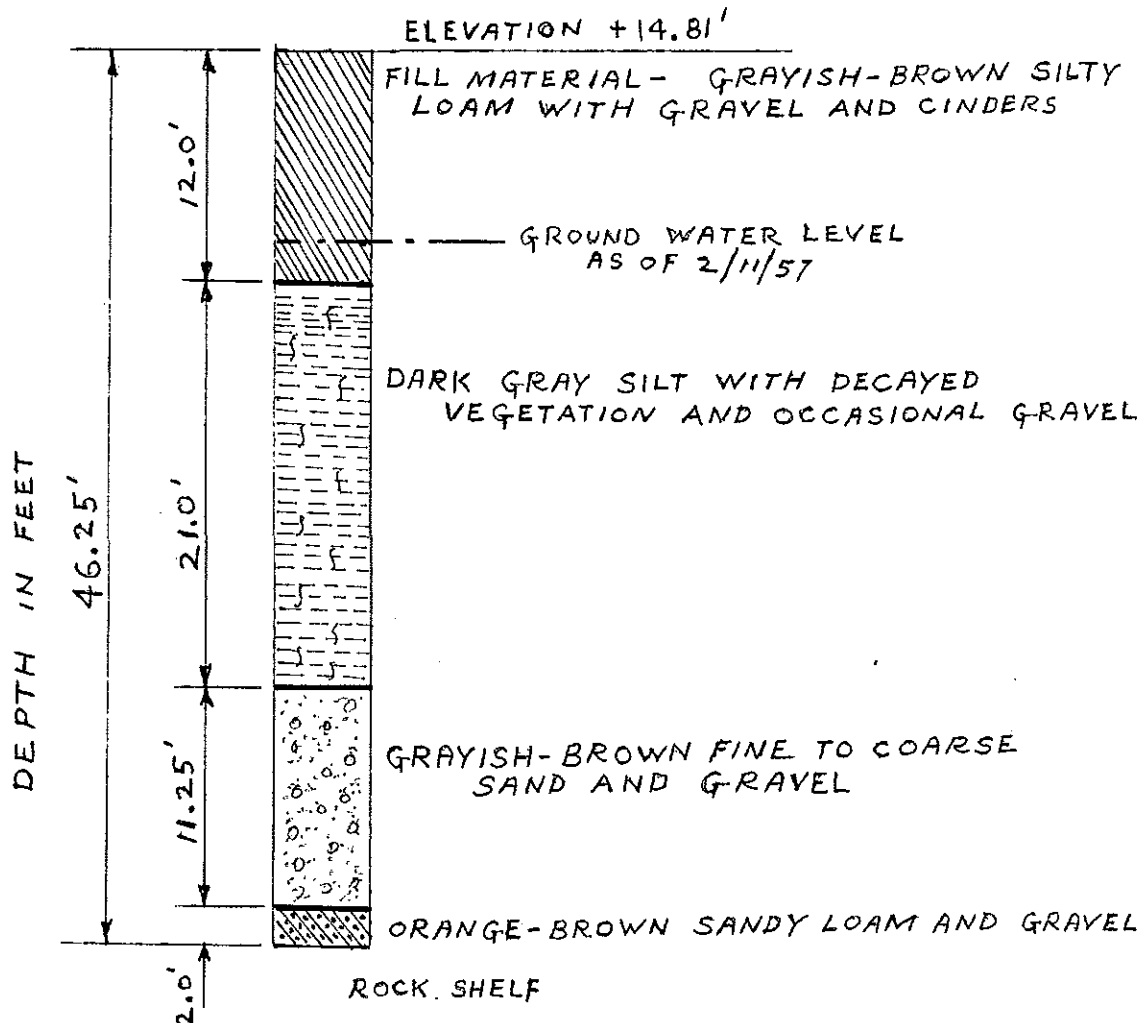 ELEVATION +14.81'
FILL MATERIAL- GRAYISH-BROWN SILTY
LOAM WITH GRAVEL AND CINDERS
12.0'
GROUND WATER LEVEL
AS OF 2/11/57
DARK GRAY SILT WITH DECAYED
VEGETATION AND OCCASIONAL GRAVEL
DEPTH IN FEET
46.25'
21.0'
GRAYISH-BROWN FINE TO COARSE
SAND AND GRAVEL
11.25'
ORANGE-BROWN SANDY LOAM AND GRAVEL
2.0'
ROCK. SHELF